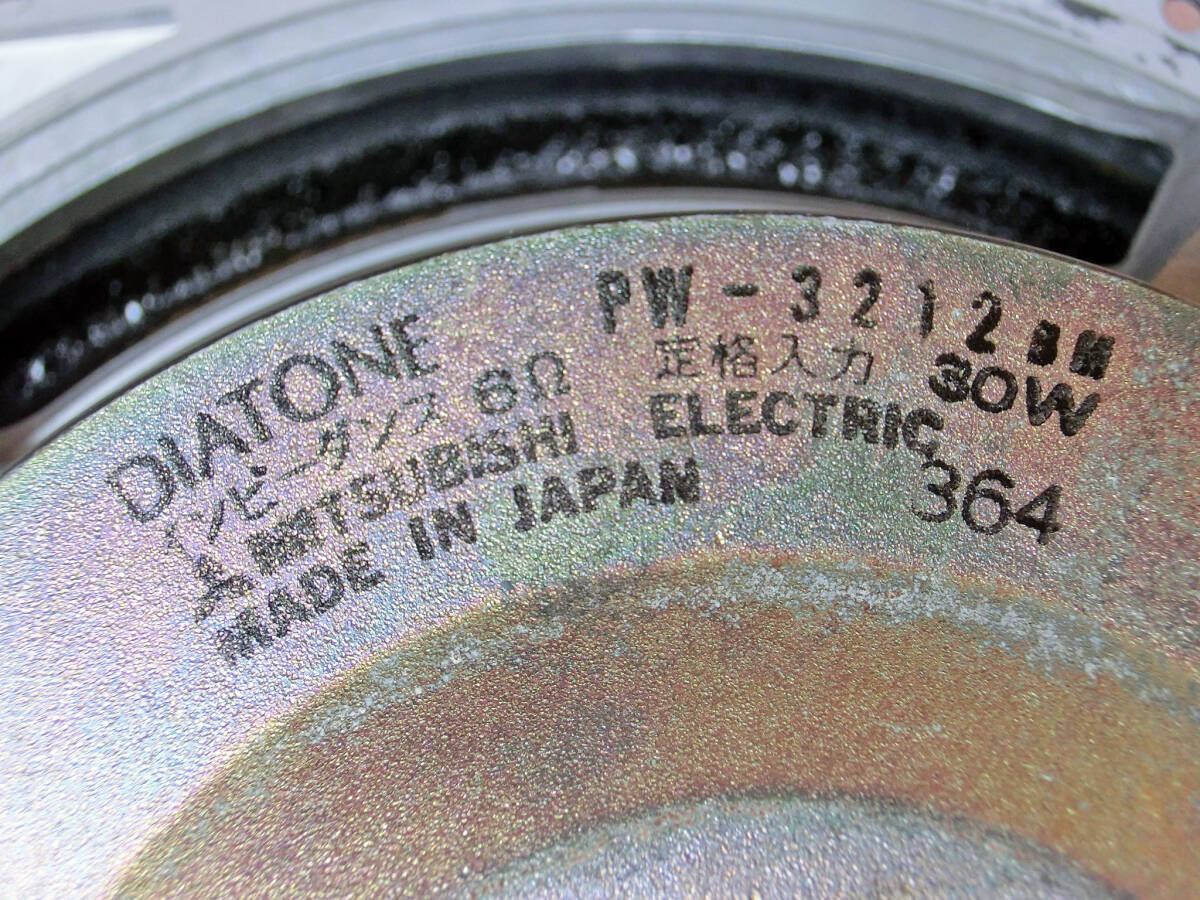 DIATONE PW-3212BM
インピーダンス 6Ω 定格入力 30W
MITSUBISHI ELECTRIC
MADE IN JAPAN 364